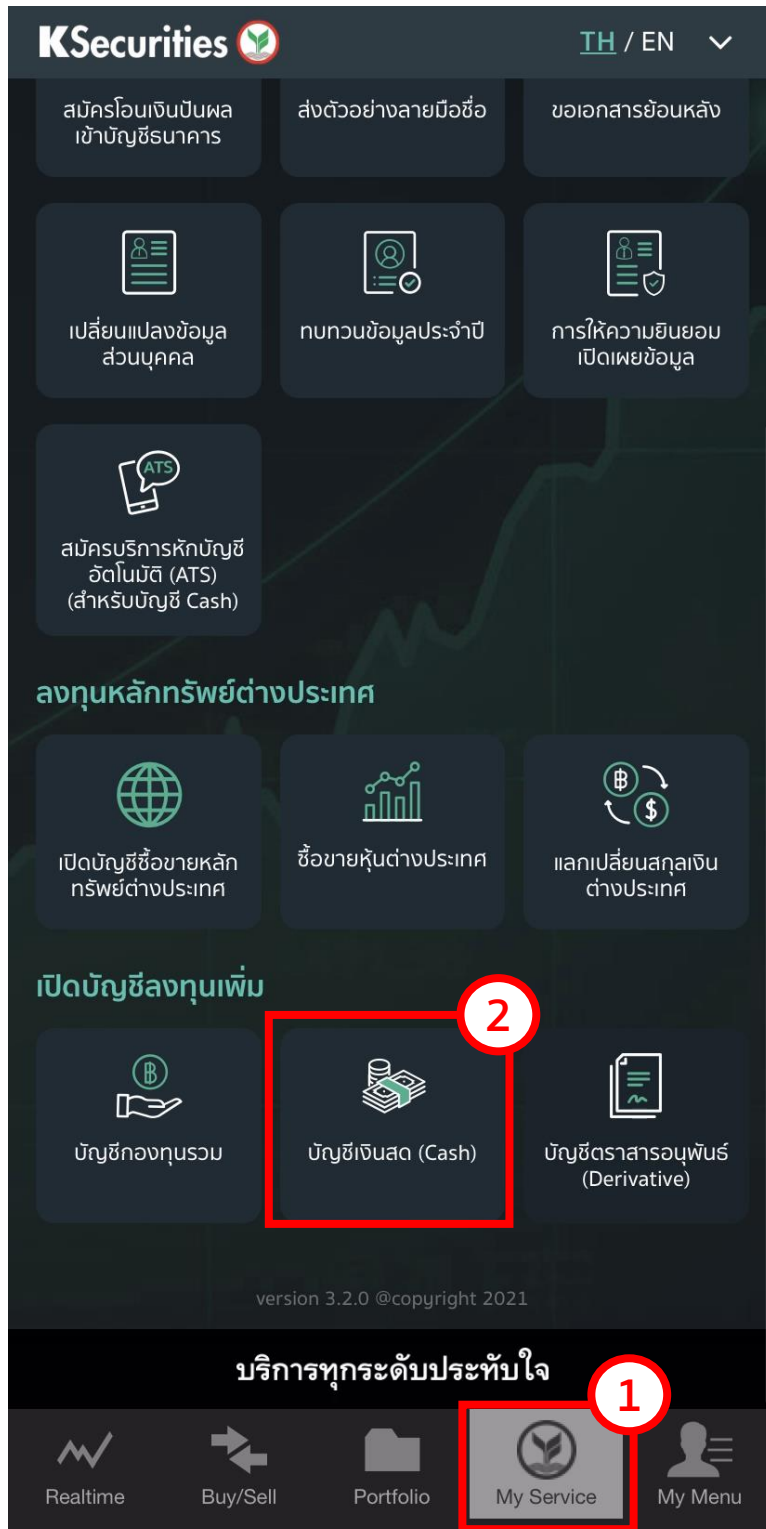 KSecurities
TH / EN
สมัครโอนเงินปันผล
เข้าบัญชีธนาคาร
ส่งตัวอย่างลายมือชื่อ
ขอเอกสารย้อนหลัง
เปลี่ยนแปลงข้อมูล
ส่วนบุคคล
ทบทวนข้อมูลประจำปี
การให้ความยินยอม
เปิดเผยข้อมูล
ATS
สมัครบริการหักบัญชี
อัตโนมัติ (ATS)
(สำหรับบัญชี Cash)
ลงทุนหลักทรัพย์ต่างประเทศ
เปิดบัญชีซื้อขายหลัก
ทรัพย์ต่างประเทศ
ซื้อขายหุ้นต่างประเทศ
฿
$
แลกเปลี่ยนสกุลเงิน
ต่างประเทศ
เปิดบัญชีลงทุนเพิ่ม
2
฿
บัญชีกองทุนรวม
บัญชีเงินสด (Cash)
บัญชีตราสารอนุพันธ์
(Derivative)
version 3.2.0 @copyright 2021
บริการทุกระดับประทับใจ
1
Realtime
Buy/Sell
Portfolio
My Service
My Menu